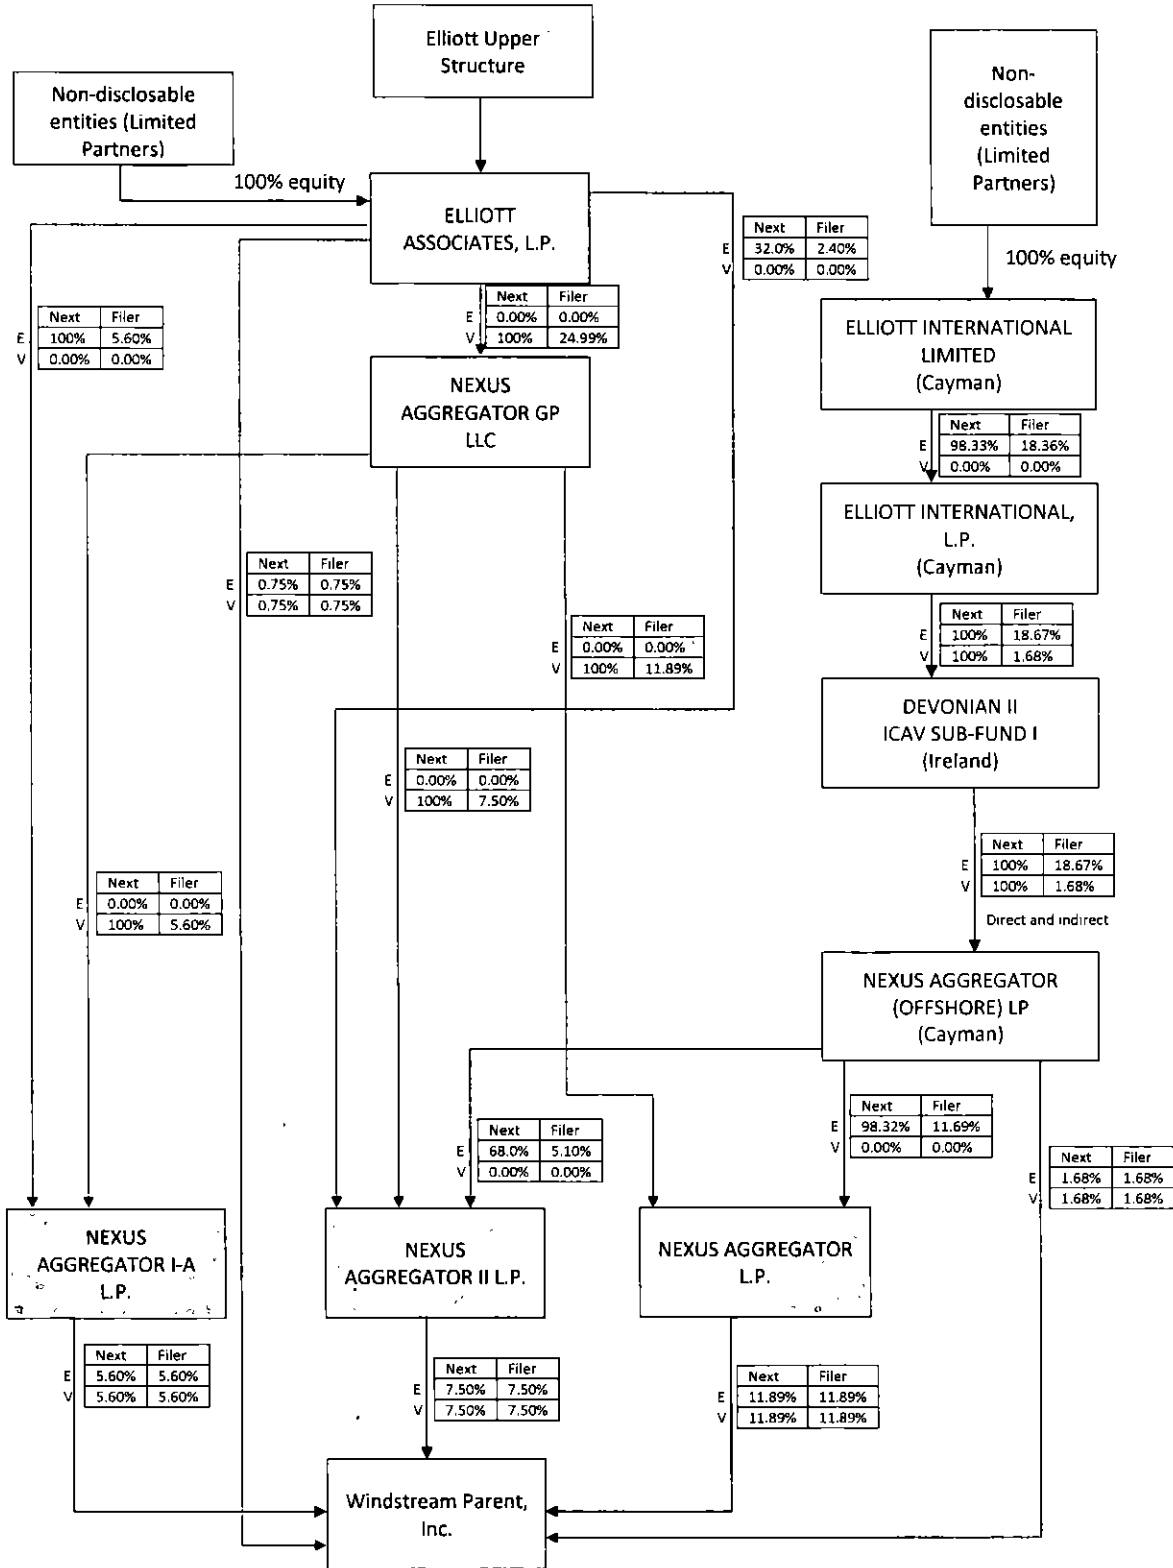 Elliott Upper
Structure
Non-disclosable
entities (Limited
Partners)
Non-
disclosable
entities
(Limited
Partners)
100% equity
ELLIOTT
ASSOCIATES, L.P.
Next Filer
E 32.0% 2.40%
V 0.00% 0.00%
100% equity
Next Filer
E 0.00% 0.00%
V 100% 24.99%
Next Filer
E 100% 5.60%
V 0.00% 0.00%
ELLIOTT INTERNATIONAL
LIMITED
(Cayman)
NEXUS
AGGREGATOR GP
LLC
Next Filer
E 98.33% 18.36%
V 0.00% 0.00%
ELLIOTT INTERNATIONAL,
L.P.
(Cayman)
Next Filer
E 0.75% 0.75%
V 0.75% 0.75%
Next Filer
E 0.00% 0.00%
V 100% 11.89%
Next Filer
E 100% 18.67%
V 100% 1.68%
DEVONIAN II
ICAV SUB-FUND I
(Ireland)
Next Filer
E 0.00% 0.00%
V 100% 7.50%
Next Filer
E 100% 18.67%
V 100% 1.68%
Direct and indirect
Next Filer
E 0.00% 0.00%
V 100% 5.60%
NEXUS AGGREGATOR
(OFFSHORE) LP
(Cayman)
Next Filer
E 68.0% 5.10%
V 0.00% 0.00%
Next Filer
E 98.32% 11.69%
V 0.00% 0.00%
Next Filer
E 1.68% 1.68%
V 1.68% 1.68%
NEXUS
AGGREGATOR I-A
L.P.
NEXUS
AGGREGATOR II L.P.
NEXUS AGGREGATOR
L.P.
Next Filer
E 5.60% 5.60%
V 5.60% 5.60%
Next Filer
E 7.50% 7.50%
V 7.50% 7.50%
Next Filer
E 11.89% 11.89%
V 11.89% 11.89%
Windstream Parent,
Inc.